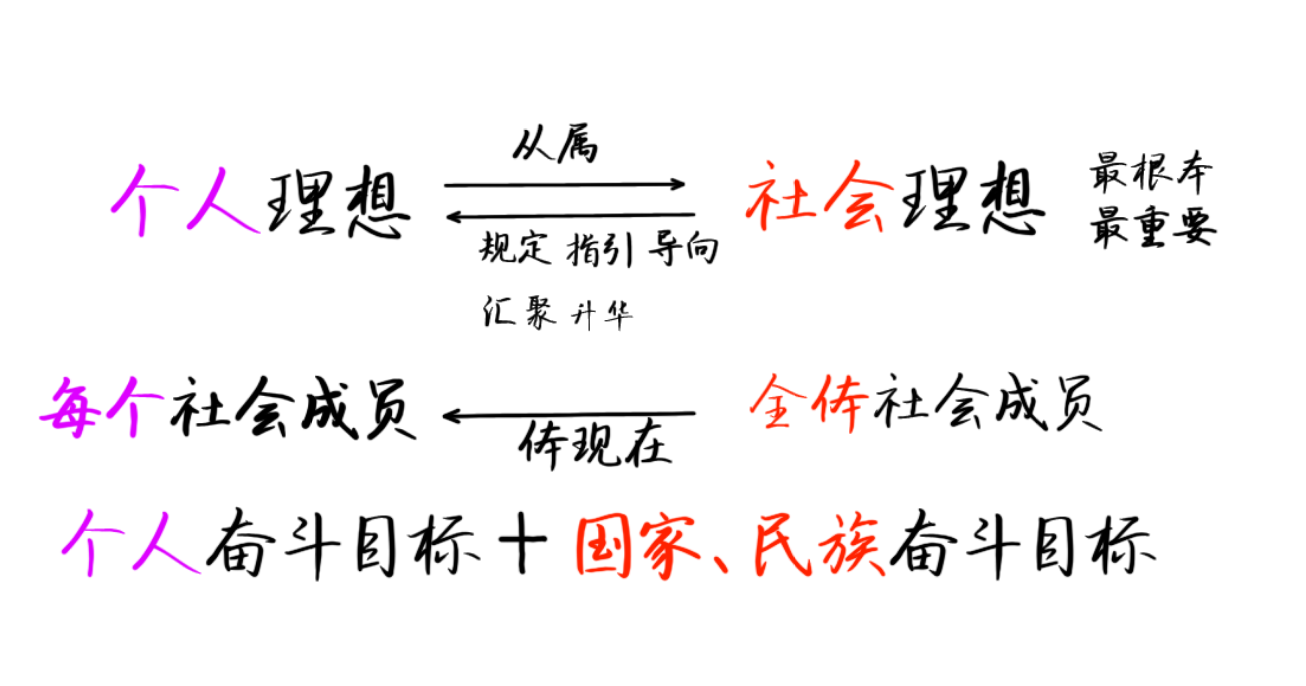 从属
个人理想 社会理想 最根本
最重要
规定 指引 导向
汇聚 升华
每个社会成员 体现在 全体社会成员
个人奋斗目标+国家、民族奋斗目标